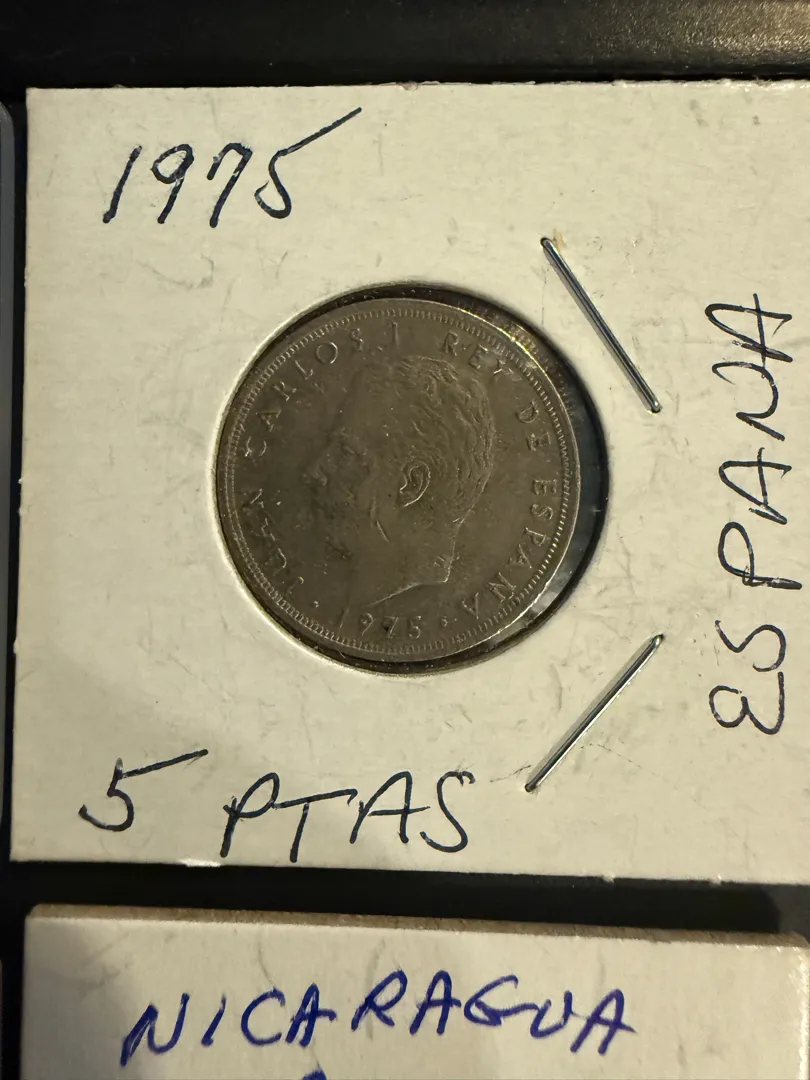 1975
JUAN CARLOS I REY DE ESPAÑA
1975
ESPANA
5 PTAS
NICARAGUA